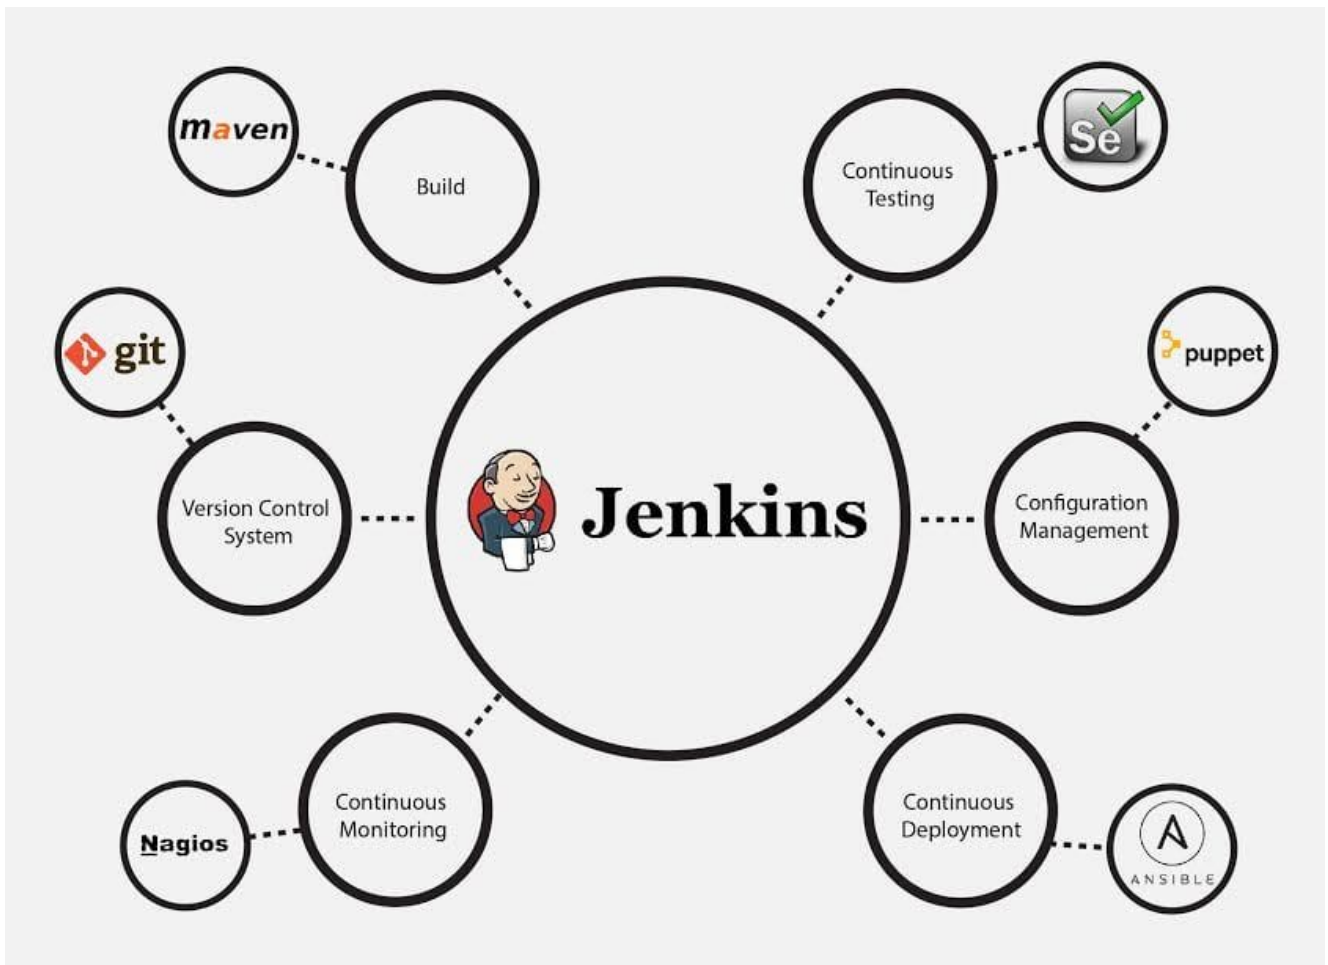 maven
Build
Continuous
Testing
Se
git
puppet
Version Control
System
Jenkins
Configuration
Management
Continuous
Monitoring
Nagios
Continuous
Deployment
ANSIBLE